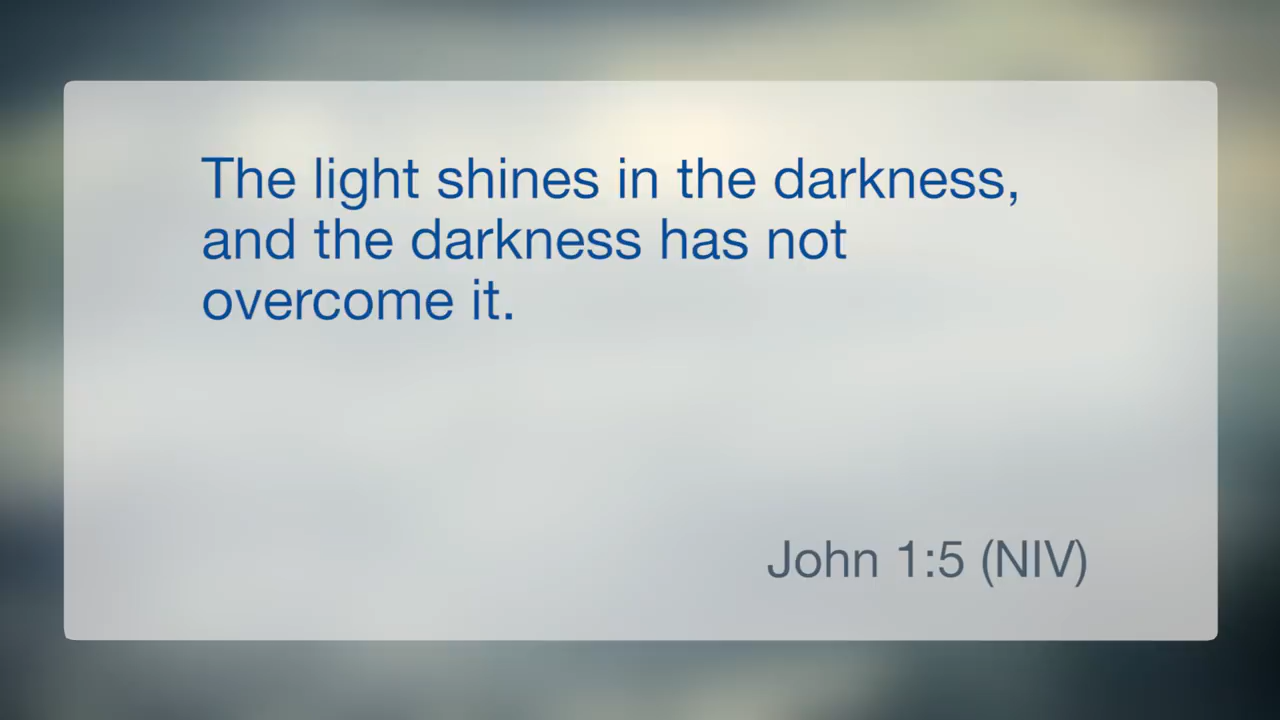 The light shines in the darkness,
and the darkness has not
overcome it.
John 1:5 (NIV)